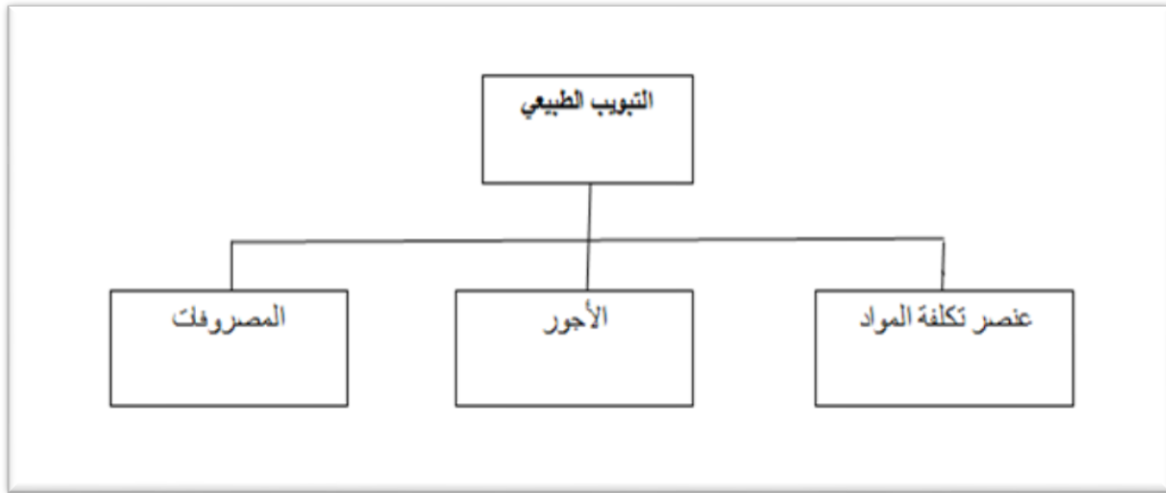 التبويب الطبيعي
عنصر تكلفة المواد
الأجور
المصروفات